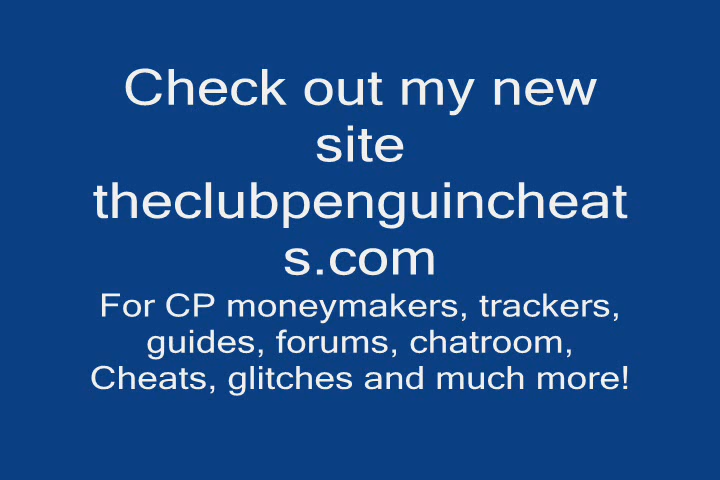 Check out my new
site
theclubpenguincheat
s.com
For CP moneymakers, trackers,
guides, forums, chatroom,
Cheats, glitches and much more!